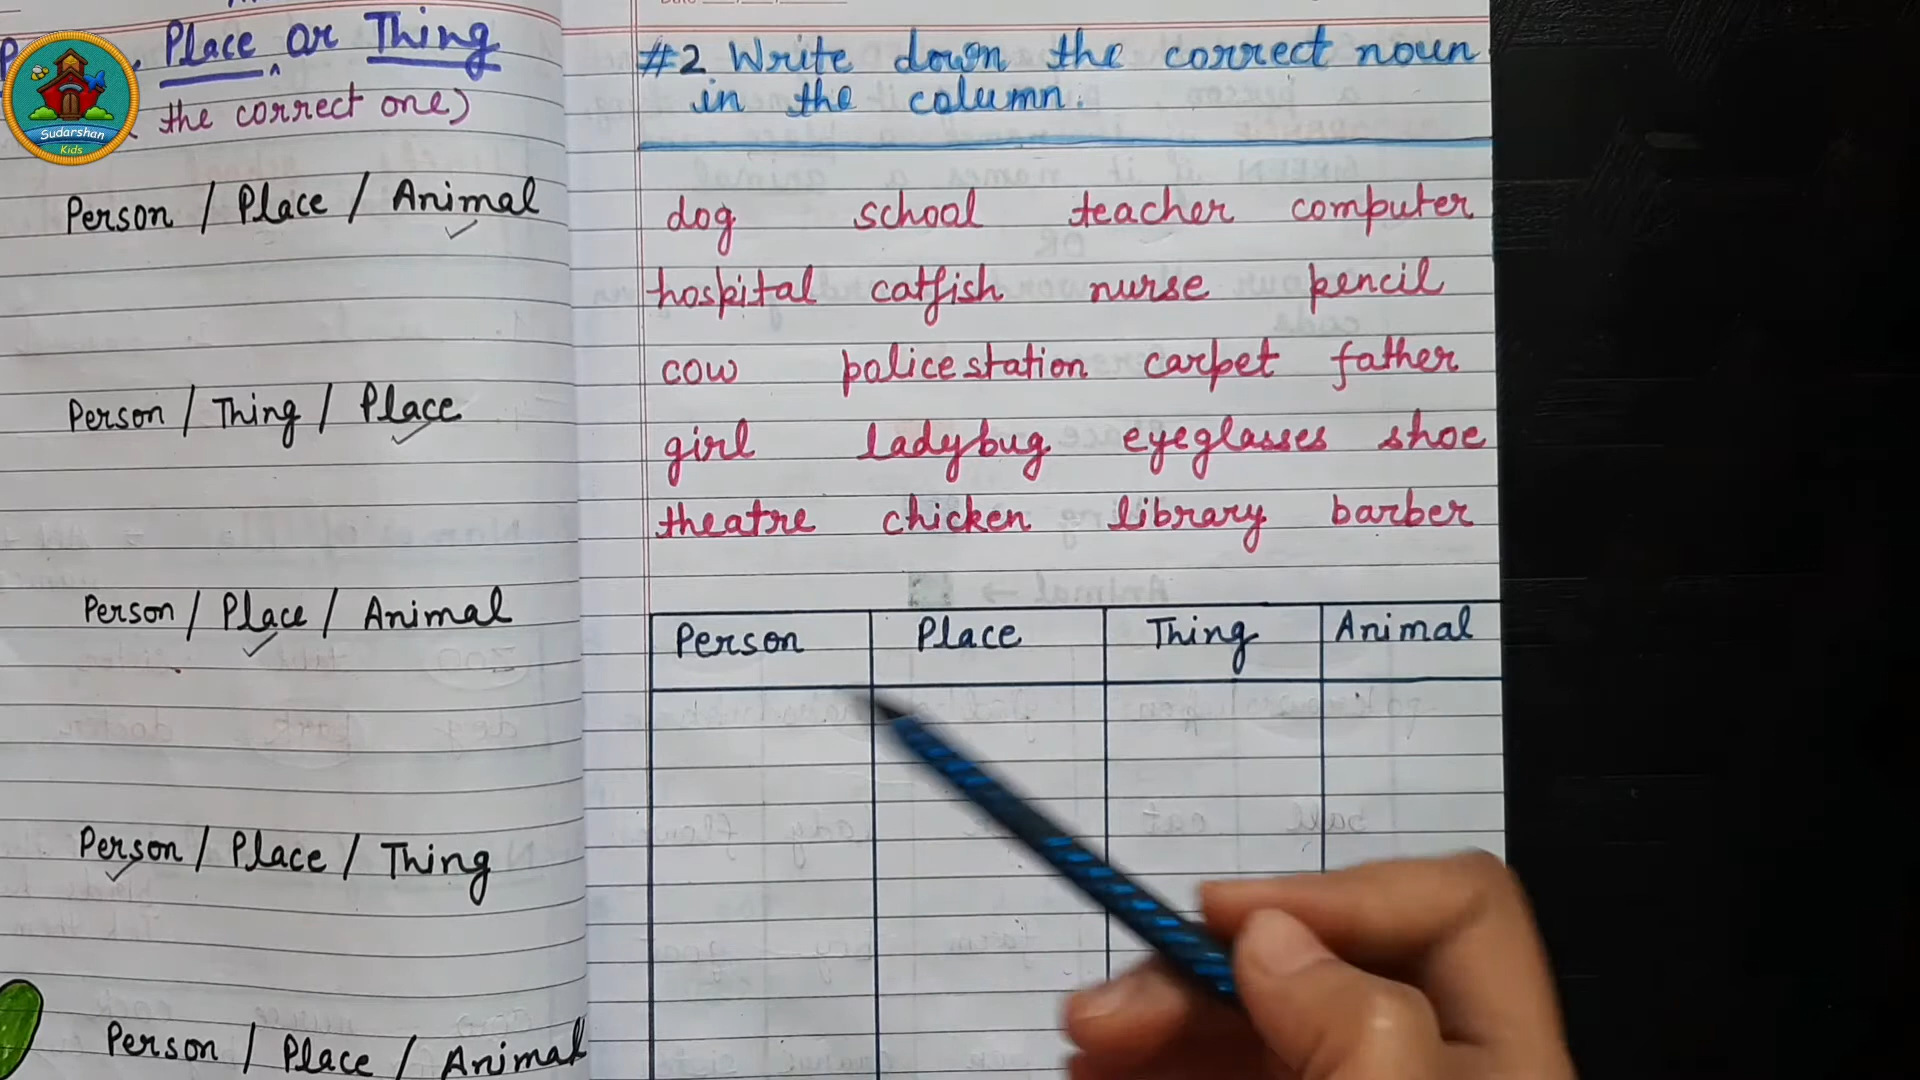 Place or Thing
the correct one)
Sudarshan
Kids
Person / Place / Animal
Person / Thing / Place
Person / Place / Animal
Person / Place / Thing
Person / Place / Animal
#2 Write down the correct noun
in the column.
dog school teacher computer
hospital catfish nurse pencil
cow police station carpet father
girl ladybug eyeglasses shoe
theatre chicken library barber
Person Place Thing Animal